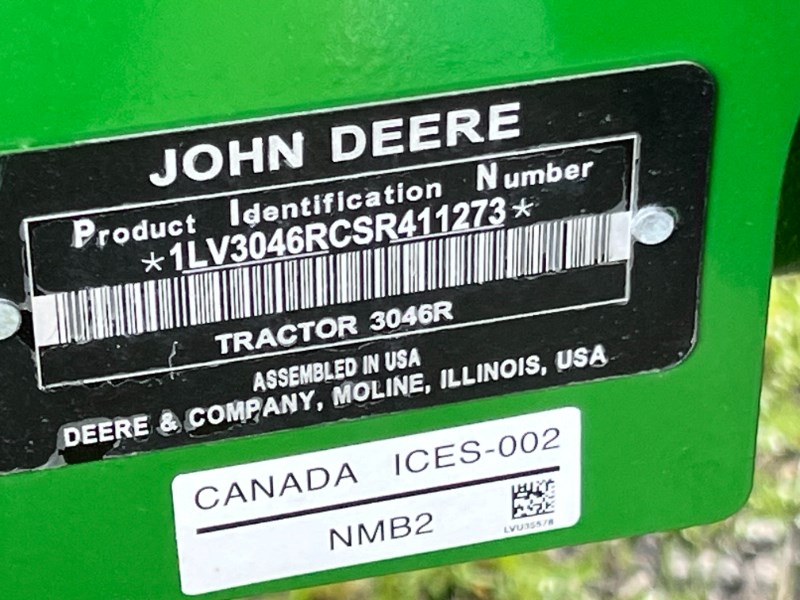 JOHN DEERE
Product Identification Number
*1LV3046RCSR411273*
TRACTOR 3046R
ASSEMBLED IN USA
DEERE & COMPANY, MOLINE, ILLINOIS, USA
CANADA ICES-002
NMB2